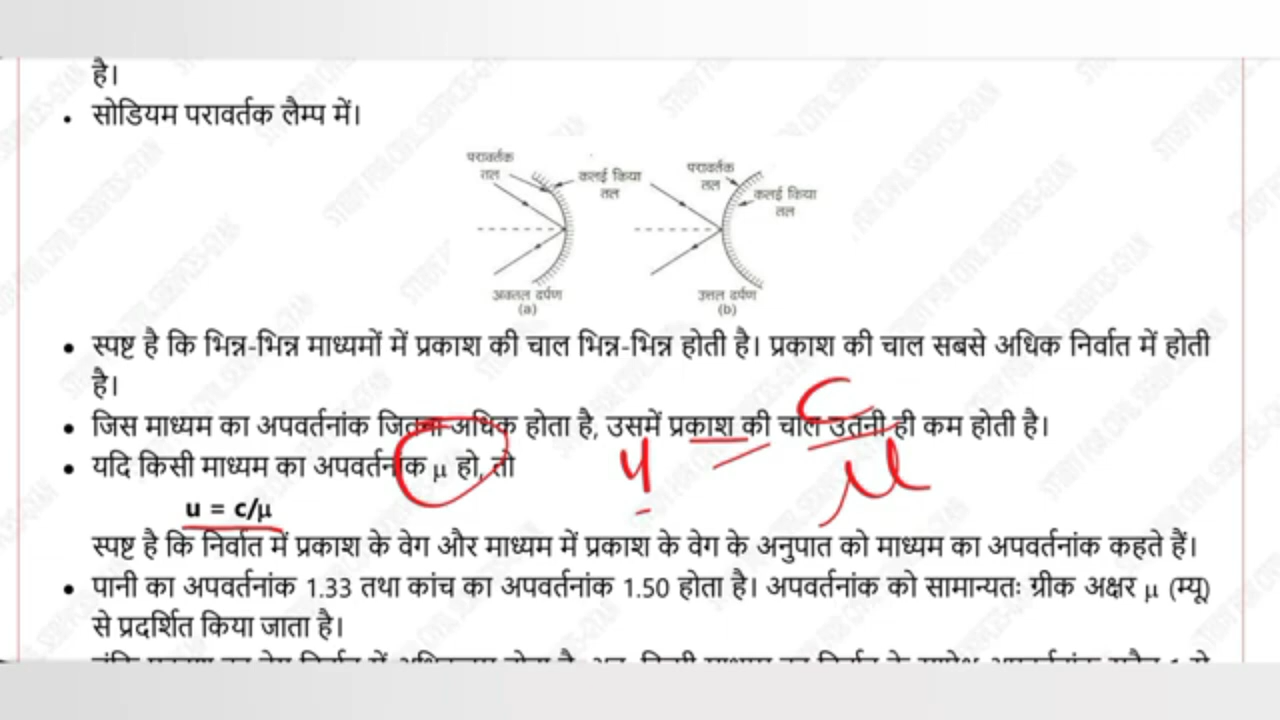 है।
• सोडियम परावर्तक लैम्प में।
परावर्तक तल
कलई किया तल
परावर्तक तल
कलई किया तल
अवतल दर्पण
(a)
उत्तल दर्पण
(b)
• स्पष्ट है कि भिन्न-भिन्न माध्यमों में प्रकाश की चाल भिन्न-भिन्न होती है। प्रकाश की चाल सबसे अधिक निर्वात में होती
है।
• जिस माध्यम का अपवर्तनांक जितना अधिक होता है, उसमें प्रकाश की चाल उतनी ही कम होती है।
• यदि किसी माध्यम का अपवर्तनांक μ हो, तो
u = c/μ
u = c/μ
स्पष्ट है कि निर्वात में प्रकाश के वेग और माध्यम में प्रकाश के वेग के अनुपात को माध्यम का अपवर्तनांक कहते हैं।
• पानी का अपवर्तनांक 1.33 तथा कांच का अपवर्तनांक 1.50 होता है। अपवर्तनांक को सामान्यतः ग्रीक अक्षर μ (म्यू)
से प्रदर्शित किया जाता है।